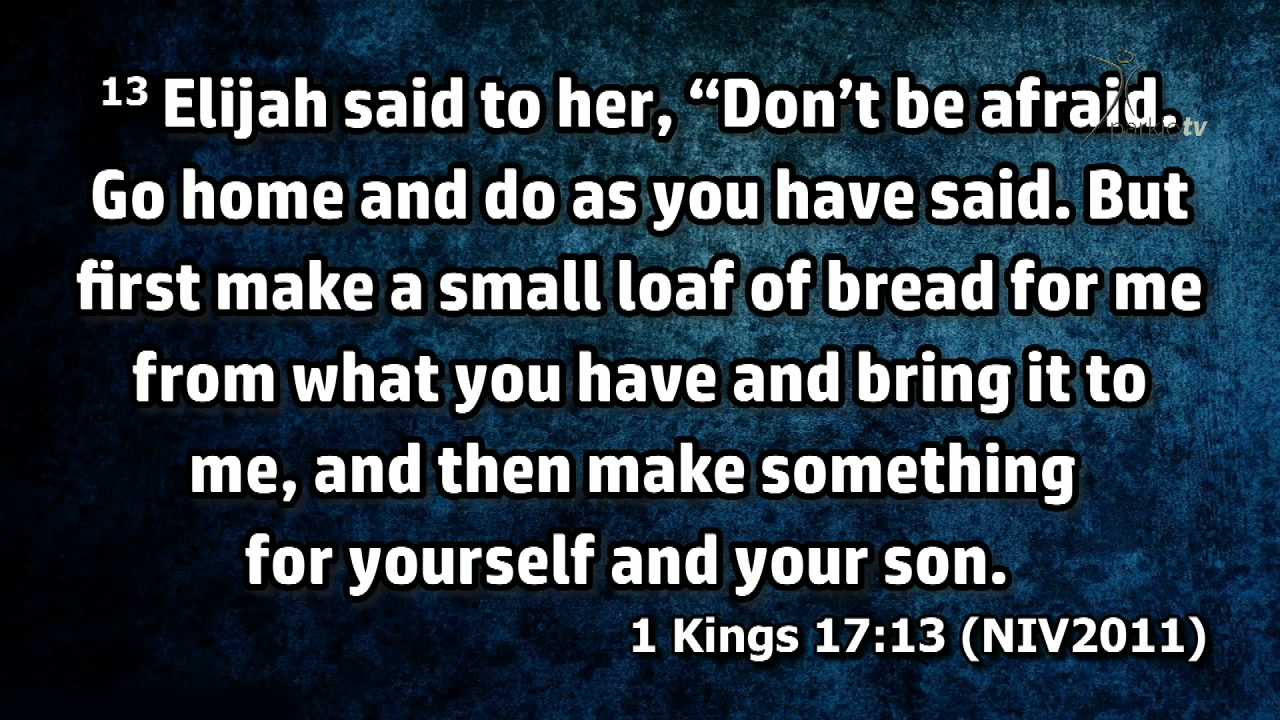 ¹³ Elijah said to her, “Don’t be afraid.
Go home and do as you have said. But
first make a small loaf of bread for me
from what you have and bring it to
me, and then make something
for yourself and your son.
1 Kings 17:13 (NIV2011)
tv